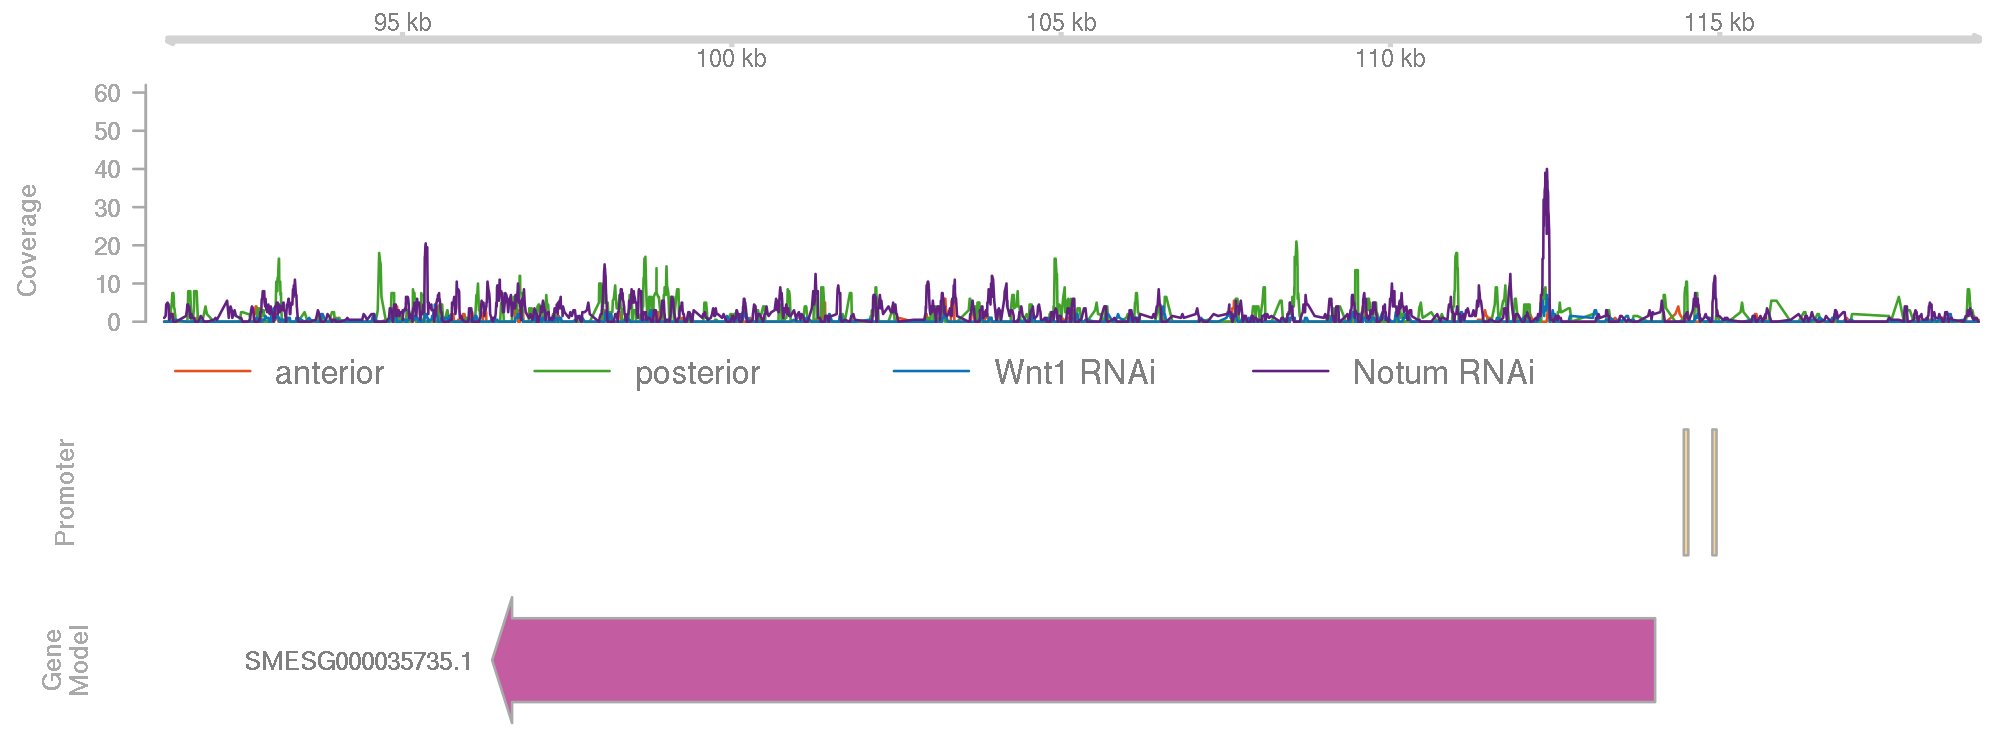 95 kb 105 kb 115 kb
100 kb 110 kb
60
50
40
30
20
10
0
Coverage
anterior posterior Wnt1 RNAi Notum RNAi
Promoter
Gene
Model
SMESG000035735.1